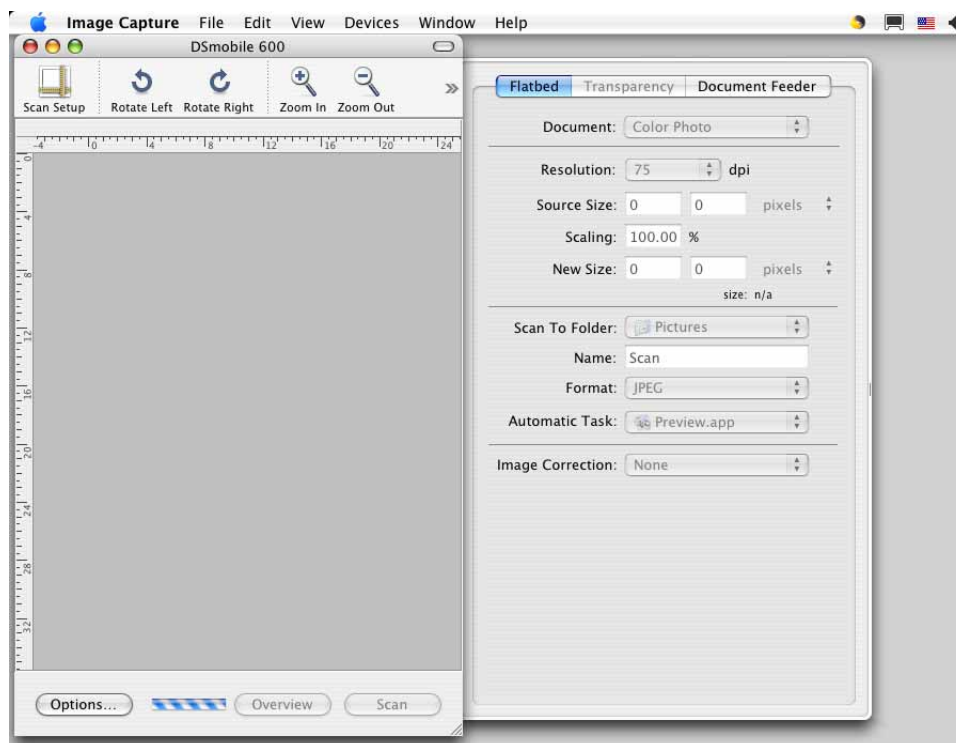 Image Capture File Edit View Devices Window Help
DSmobile 600
Scan Setup Rotate Left Rotate Right Zoom In Zoom Out »
-4 0 4 8 12 16 20 24
0
4
8
12
16
20
24
28
32
Options... Overview Scan
Flatbed Transparency Document Feeder
Document: Color Photo
Resolution: 75 dpi
Source Size: 0 0 pixels
Scaling: 100.00 %
New Size: 0 0 pixels
size: n/a
Scan To Folder: Pictures
Name: Scan
Format: JPEG
Automatic Task: Preview.app
Image Correction: None